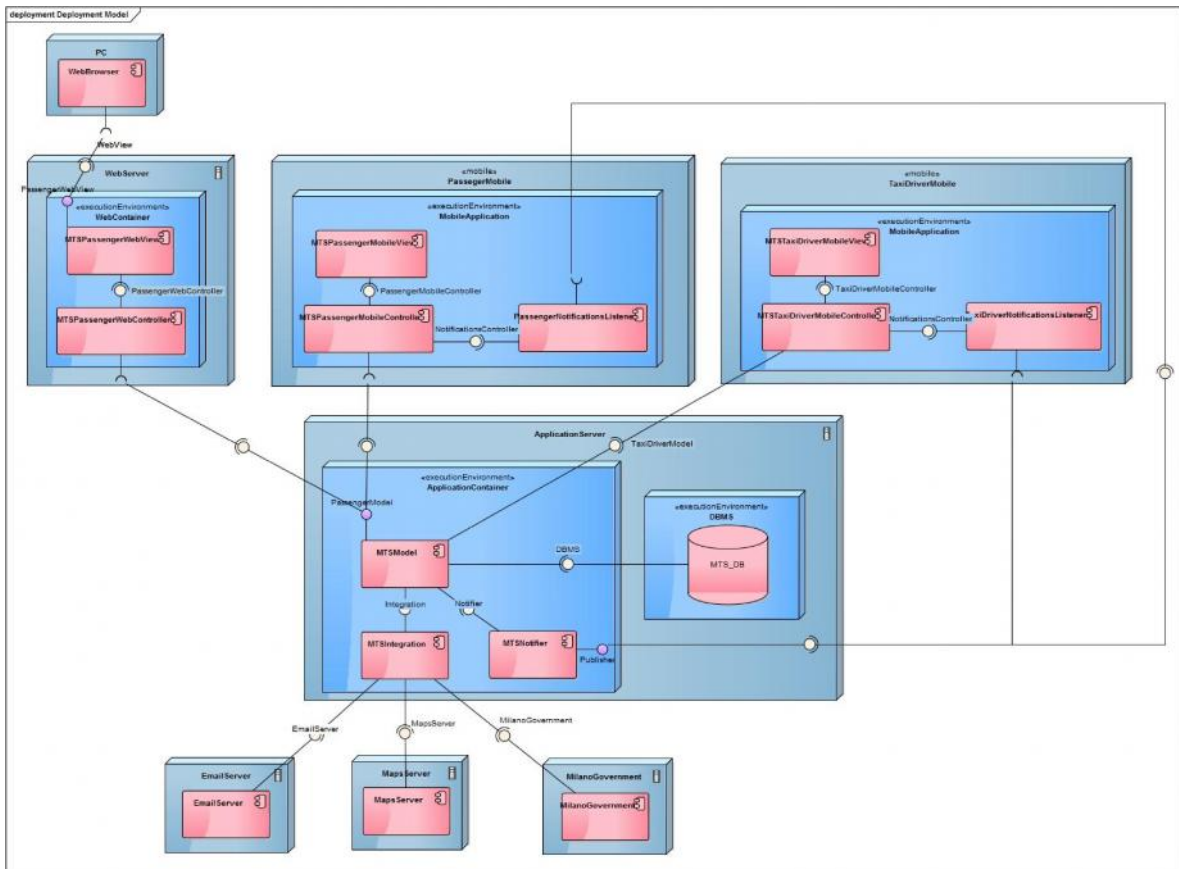 deployment Deployment Model
PC
WebBrowser
WebView
WebServer
PassengerWebView
«executionEnvironment»
WebContainer
MTSPassengerWebView
PassengerWebController
MTSPassengerWebController
«mobile»
PassegerMobile
«executionEnvironment»
MobileApplication
MTSPassengerMobileView
PassengerMobileController
MTSPassengerMobileController
NotificationsController
PassengerNotificationsListener
«mobile»
TaxiDriverMobile
«executionEnvironment»
MobileApplication
MTSTaxiDriverMobileView
TaxiDriverMobileController
MTSTaxiDriverMobileController
NotificationsController
xiDriverNotificationsListener
ApplicationServer
TaxiDriverModel
«executionEnvironment»
ApplicationContainer
PassengerModel
MTSModel
DBMS
«executionEnvironment»
DBMS
MTS_DB
Integration
Notifier
MTSIntegration
MTSNotifier
Publisher
EmailServer
MapsServer
MilanoGovernment
EmailServer
EmailServer
MapsServer
MapsServer
MilanoGovernment
MilanoGovernment